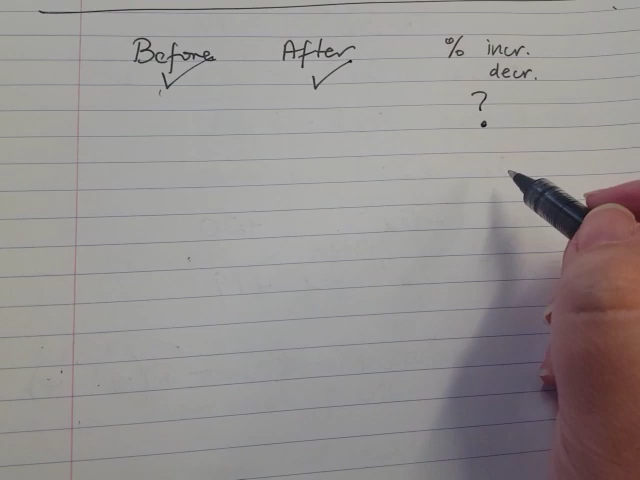 Before After % incr.
decr.
✓ ✓ ?